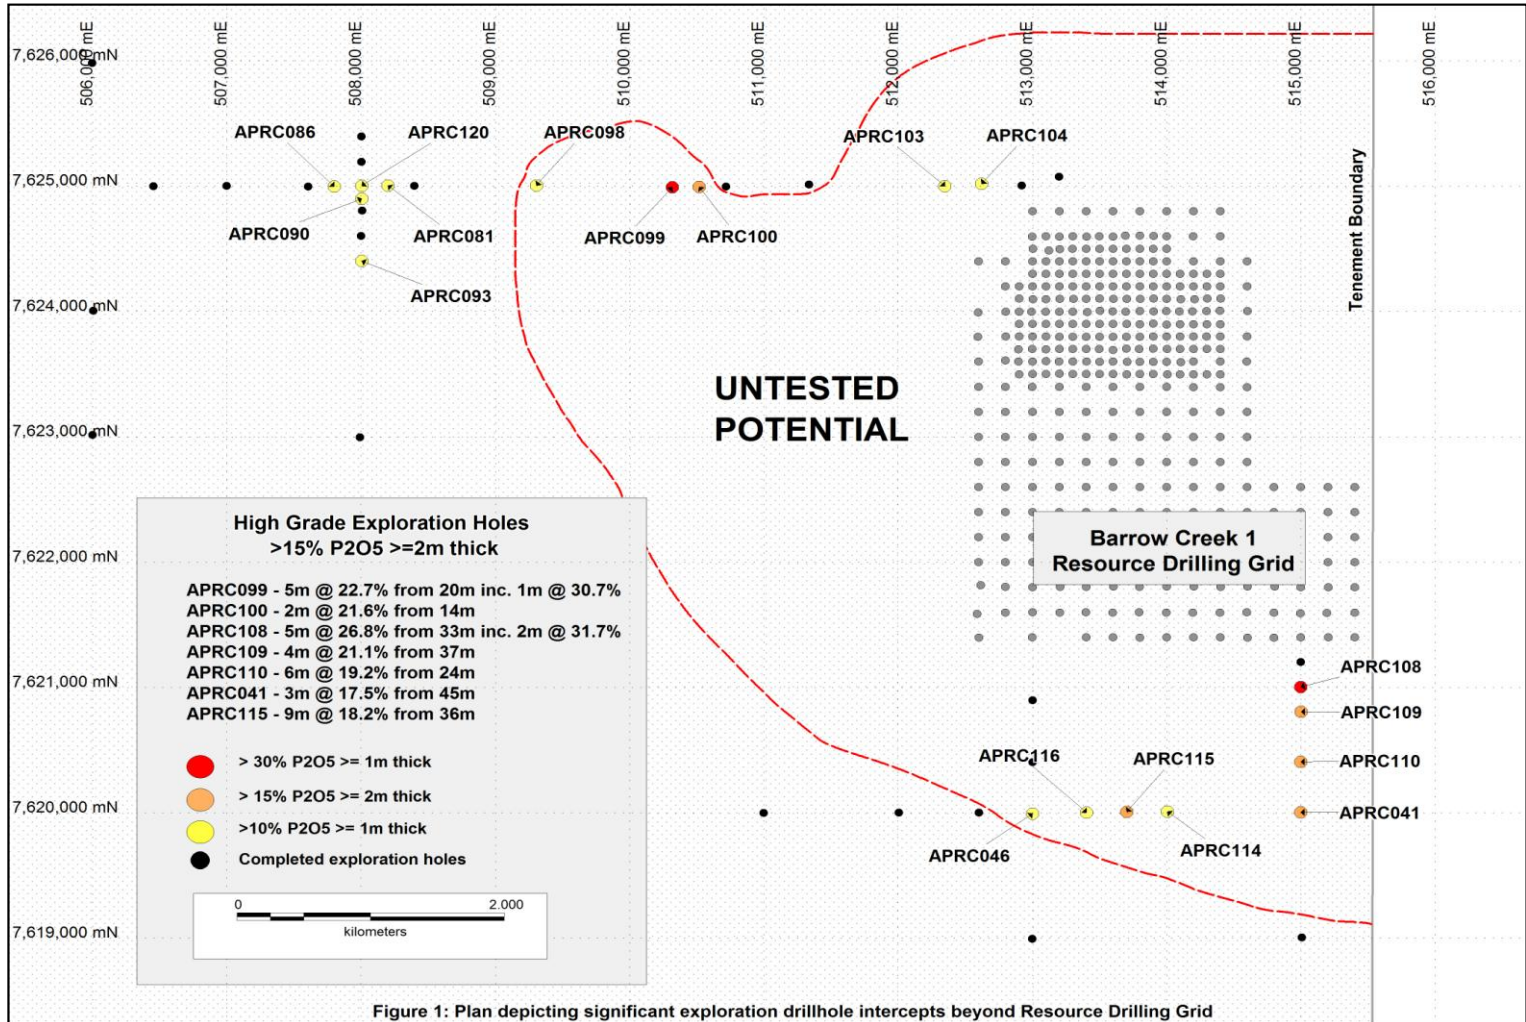 506,000 mE
507,000 mE
508,000 mE
509,000 mE
510,000 mE
511,000 mE
512,000 mE
513,000 mE
514,000 mE
515,000 mE
516,000 mE
7,626,000 mN
7,625,000 mN
7,624,000 mN
7,623,000 mN
7,622,000 mN
7,621,000 mN
7,620,000 mN
7,619,000 mN
APRC086
APRC120
APRC098
APRC103
APRC104
APRC090
APRC081
APRC099
APRC100
APRC093
Tenement Boundary
UNTESTED
POTENTIAL
Barrow Creek 1
Resource Drilling Grid
APRC108
APRC109
APRC110
APRC041
APRC116
APRC115
APRC046
APRC114
High Grade Exploration Holes
>15% P2O5 >=2m thick
APRC099 - 5m @ 22.7% from 20m inc. 1m @ 30.7%
APRC100 - 2m @ 21.6% from 14m
APRC108 - 5m @ 26.8% from 33m inc. 2m @ 31.7%
APRC109 - 4m @ 21.1% from 37m
APRC110 - 6m @ 19.2% from 24m
APRC041 - 3m @ 17.5% from 45m
APRC115 - 9m @ 18.2% from 36m
> 30% P2O5 >= 1m thick
> 15% P2O5 >= 2m thick
>10% P2O5 >= 1m thick
Completed exploration holes
0 2.000
kilometers
Figure 1: Plan depicting significant exploration drillhole intercepts beyond Resource Drilling Grid